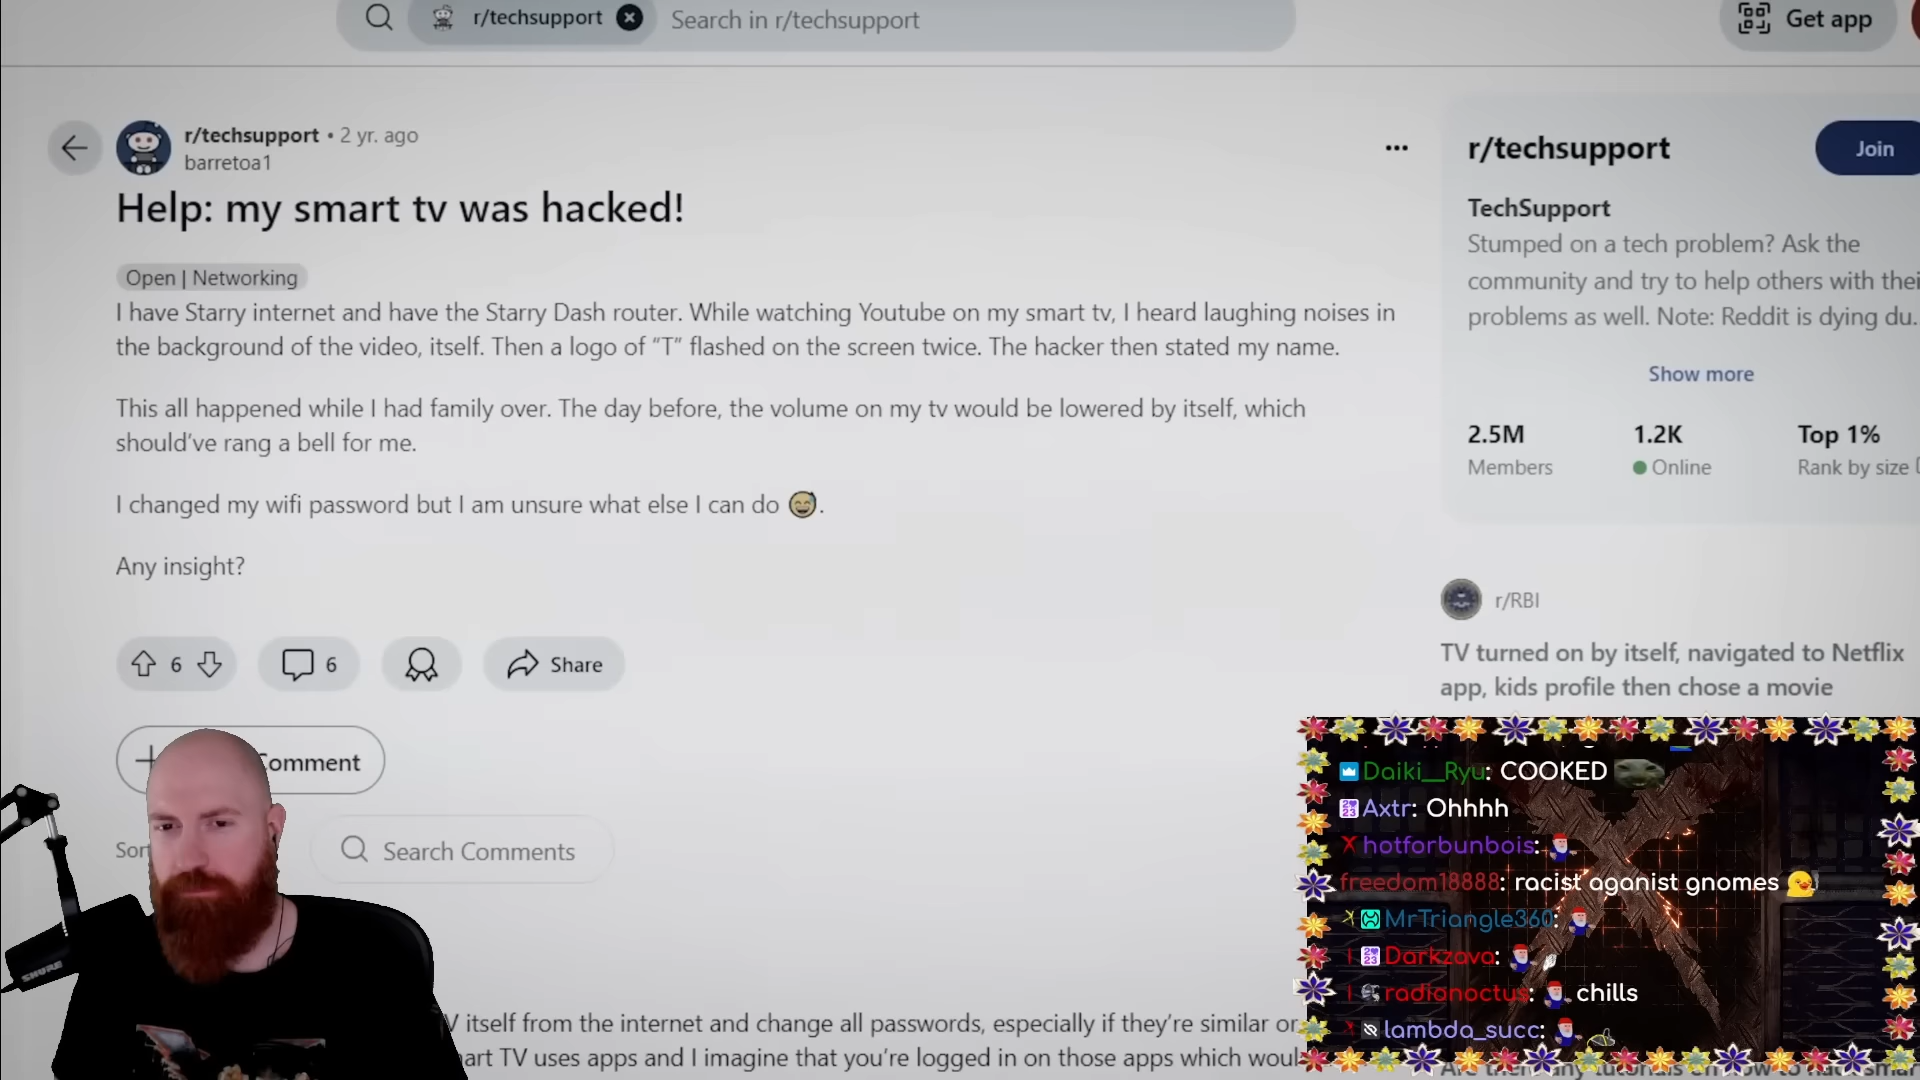 r/techsupport
Search in r/techsupport
Get app
r/techsupport • 2 yr. ago
barretoa1
Help: my smart tv was hacked!
Open | Networking
I have Starry internet and have the Starry Dash router. While watching Youtube on my smart tv, I heard laughing noises in
the background of the video, itself. Then a logo of “T” flashed on the screen twice. The hacker then stated my name.
This all happened while I had family over. The day before, the volume on my tv would be lowered by itself, which
should’ve rang a bell for me.
I changed my wifi password but I am unsure what else I can do 😅.
Any insight?
6
6
Share
omment
Sor
Search Comments
V itself from the internet and change all passwords, especially if they’re similar or
art TV uses apps and I imagine that you’re logged in on those apps which woul
SHURE
r/techsupport
Join
TechSupport
Stumped on a tech problem? Ask the
community and try to help others with thei
problems as well. Note: Reddit is dying du.
Show more
2.5M
1.2K
Top 1%
Members
Online
Rank by size
r/RBI
TV turned on by itself, navigated to Netflix
app, kids profile then chose a movie
Daiki__Ryu: COOKED
Axtr: Ohhhh
hotforbunbois:
freedom18888: racist aganist gnomes
MrTriangle360:
Darkzava:
radianoctus: chills
lambda_succ: